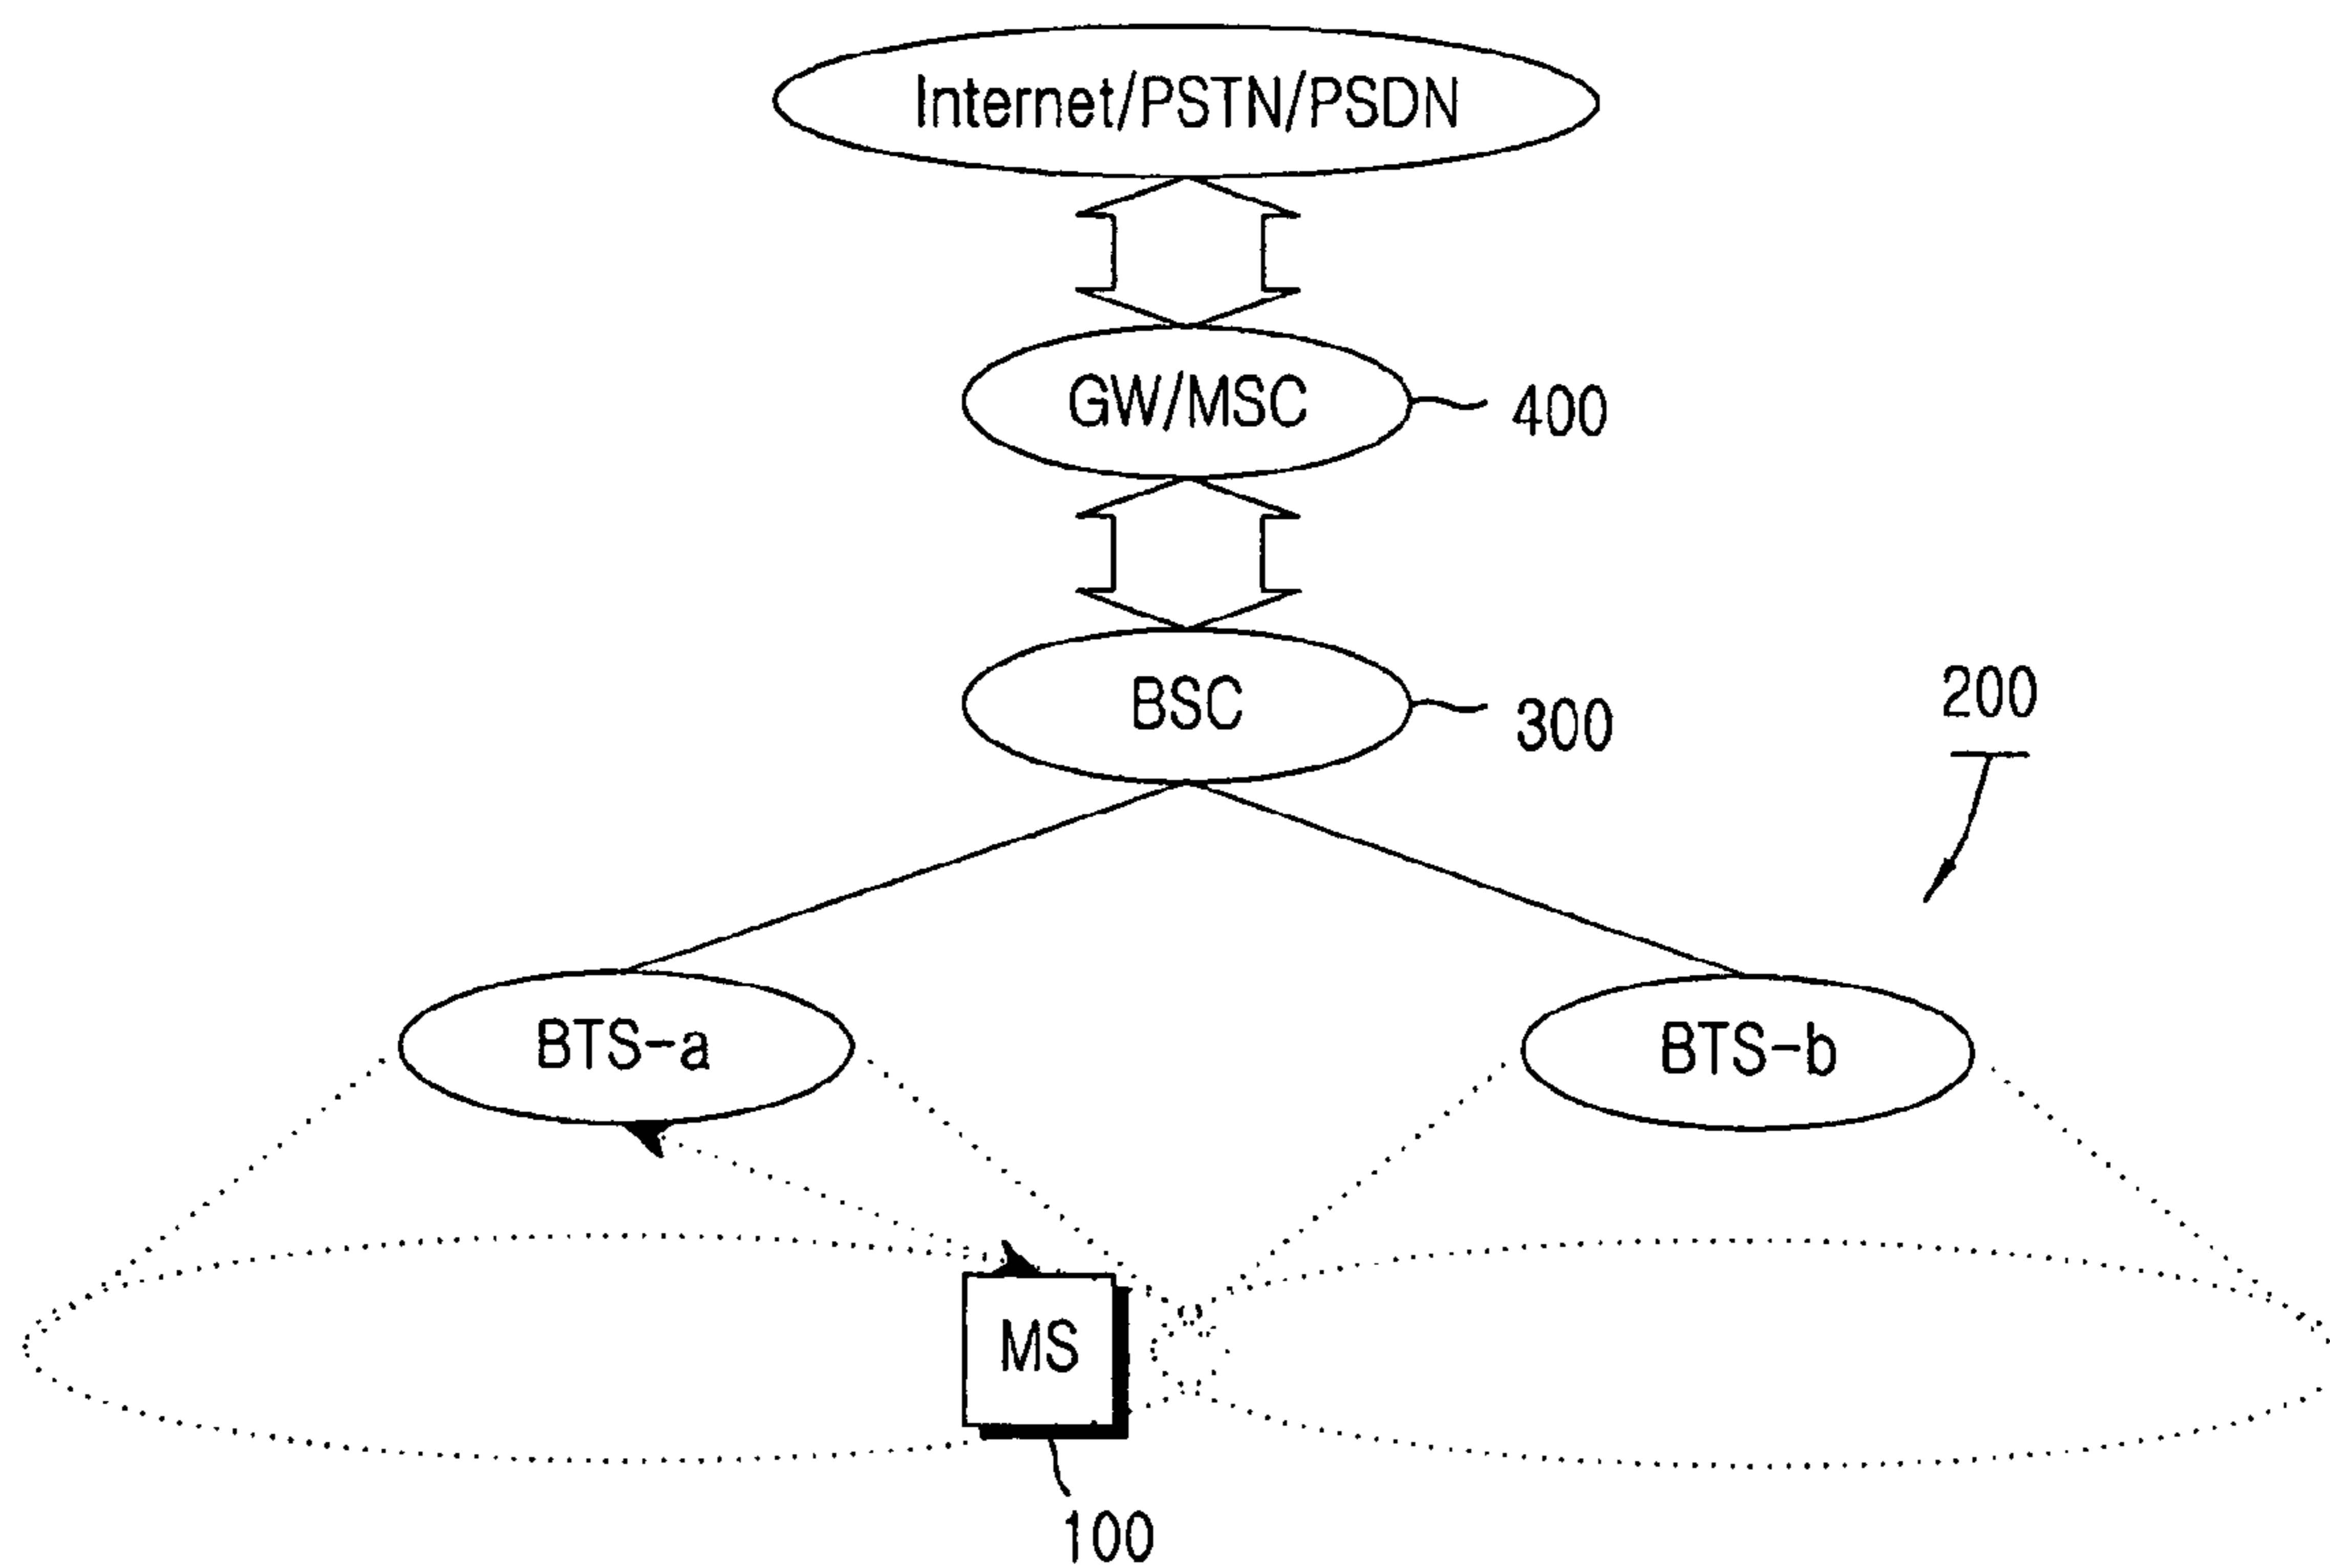 Internet/PSTN/PSDN
GW/MSC
400
BSC
300
200
BTS-a
BTS-b
MS
100